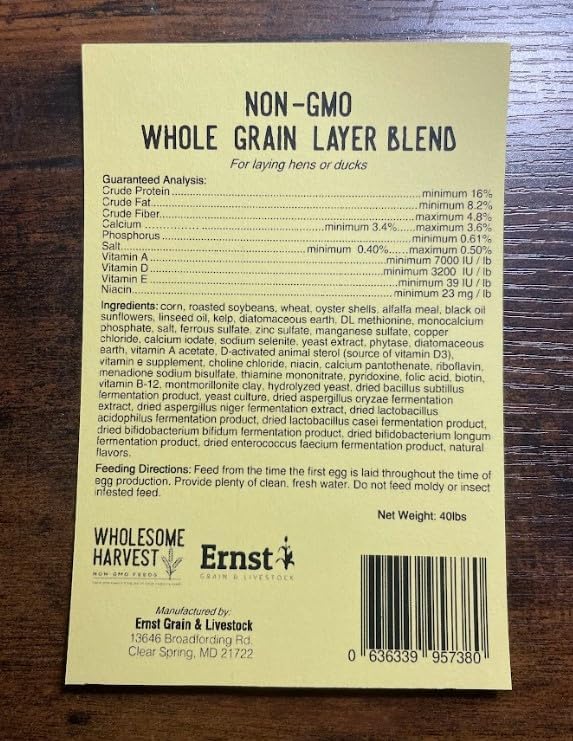 NON-GMO
WHOLE GRAIN LAYER BLEND
For laying hens or ducks
Guaranteed Analysis:
Crude Protein minimum 16%
Crude Fat minimum 8.2%
Crude Fiber maximum 4.8%
Calcium minimum 3.4% maximum 3.6%
Phosphorus minimum 0.61%
Salt minimum 0.40% maximum 0.50%
Vitamin A minimum 7000 IU / lb
Vitamin D minimum 3200 IU / lb
Vitamin E minimum 39 IU / lb
Niacin minimum 23 mg / lb
Ingredients: corn, roasted soybeans, wheat, oyster shells, alfalfa meal, black oil
sunflowers, linseed oil, kelp, diatomaceous earth, DL methionine, monocalcium
phosphate, salt, ferrous sulfate, zinc sulfate, manganese sulfate, copper
chloride, calcium iodate, sodium selenite, yeast extract, phytase, diatomaceous
earth, vitamin A acetate, D-activated animal sterol (source of vitamin D3),
vitamin e supplement, choline chloride, niacin, calcium pantothenate, riboflavin,
menadione sodium bisulfate, thiamine mononitrate, pyridoxine, folic acid, biotin,
vitamin B-12, montmorillonite clay, hydrolyzed yeast, dried bacillus subtillus
fermentation product, yeast culture, dried aspergillus oryzae fermentation
extract, dried aspergillus niger fermentation extract, dried lactobacillus
acidophilus fermentation product, dried lactobacillus casei fermentation product,
dried bifidobacterium bifidum fermentation product, dried bifidobacterium longum
fermentation product, dried enterococcus faecium fermentation product, natural
flavors.
Feeding Directions: Feed from the time the first egg is laid throughout the time of
egg production. Provide plenty of clean, fresh water. Do not feed moldy or insect
infested feed.
Net Weight: 40lbs
WHOLESOME
HARVEST
NON-GMO FEEDS
Ernst
GRAIN & LIVESTOCK
Manufactured by:
Ernst Grain & Livestock
13646 Broadfording Rd.
Clear Spring, MD 21722
0 636339 957380